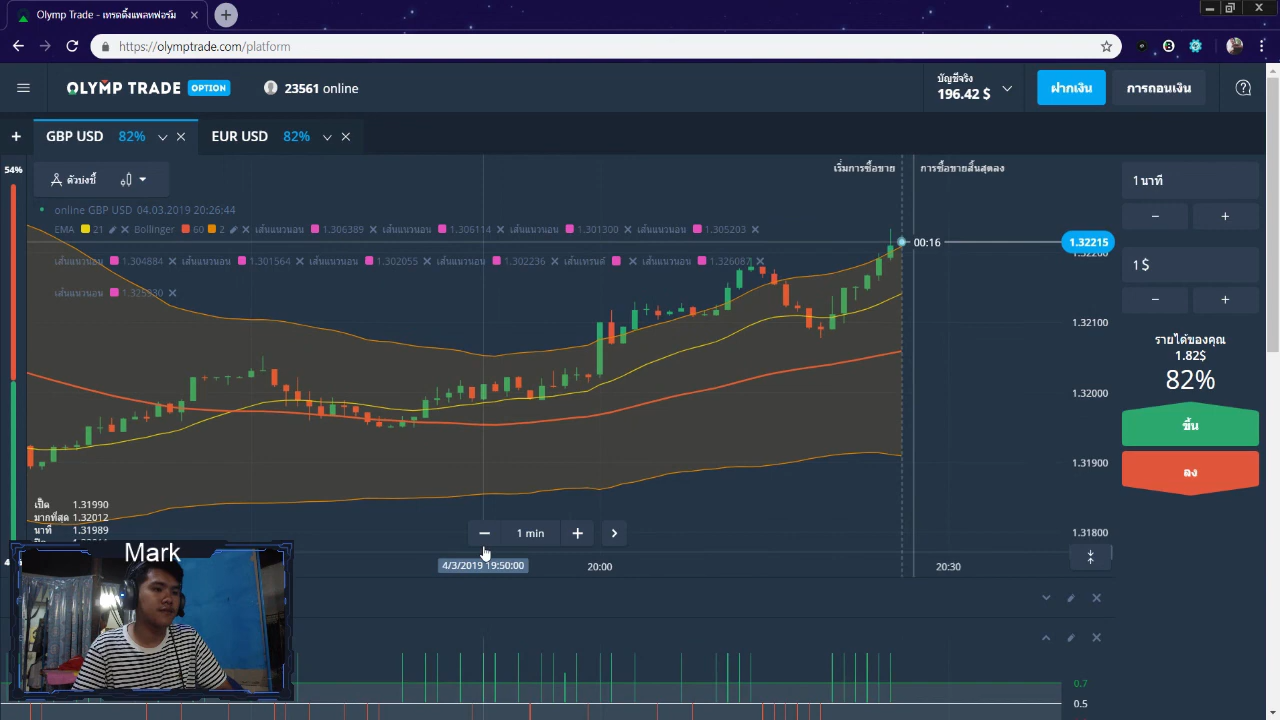 Olymp Trade - เทรดดิ้งแพลทฟอร์ม
https://olymptrade.com/platform
OLYMP TRADE OPTION
23561 online
บัญชีจริง
196.42 $
ฝากเงิน
การถอนเงิน
+ GBP USD 82% EUR USD 82%
54%
ตัวบ่งชี้
เริ่มการซื้อขาย
การซื้อขายสิ้นสุดลง
1 นาที
online GBP USD 04.03.2019 20:26:44
EMA 21 Bollinger 60 2 เส้นแนวนอน 1.306389 เส้นแนวนอน 1.306114 เส้นแนวนอน 1.301300 เส้นแนวนอน 1.305203
00:16
1.32215
เส้นแนวนอน 1.304884 เส้นแนวนอน 1.301564 เส้นแนวนอน 1.302055 เส้นแนวนอน 1.302236 เส้นเทรนด์ เส้นแนวนอน 1.326087
1.32200
1 $
เส้นแนวนอน 1.325930
1.32100
รายได้ของคุณ
1.82$
82%
1.32000
ขึ้น
1.31900
ลง
เปิด 1.31990
มากที่สุด 1.32012
นาที 1.31989
1 min
1.31800
4/3/2019 19:50:00
20:00
20:30
Mark
0.7
0.5